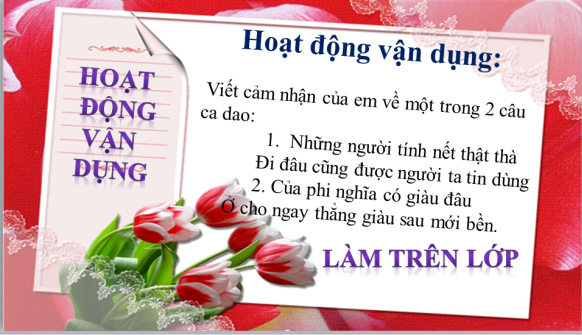 HOẠT
ĐỘNG
VẬN
DỤNG
Hoạt động vận dụng:
Viết cảm nhận của em về một trong 2 câu
ca dao:
1. Những người tính nết thật thà
Đi đâu cũng được người ta tin dùng
2. Của phi nghĩa có giàu đâu
Ở cho ngay thẳng giàu sau mới bền.
LÀM TRÊN LỚP